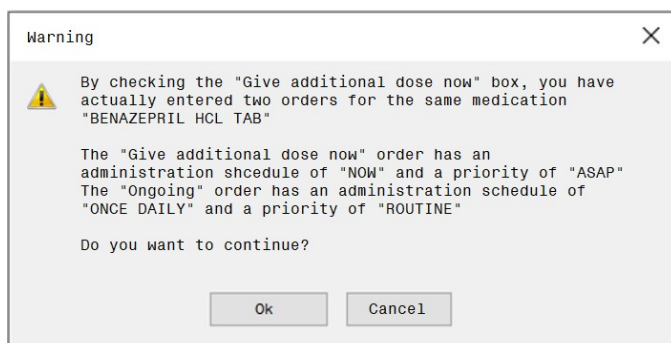 Warning
By checking the "Give additional dose now" box, you have
actually entered two orders for the same medication
"BENAZEPRIL HCL TAB"
The "Give additional dose now" order has an
administration shcedule of "NOW" and a priority of "ASAP"
The "Ongoing" order has an administration schedule of
"ONCE DAILY" and a priority of "ROUTINE"
Do you want to continue?
Ok
Cancel